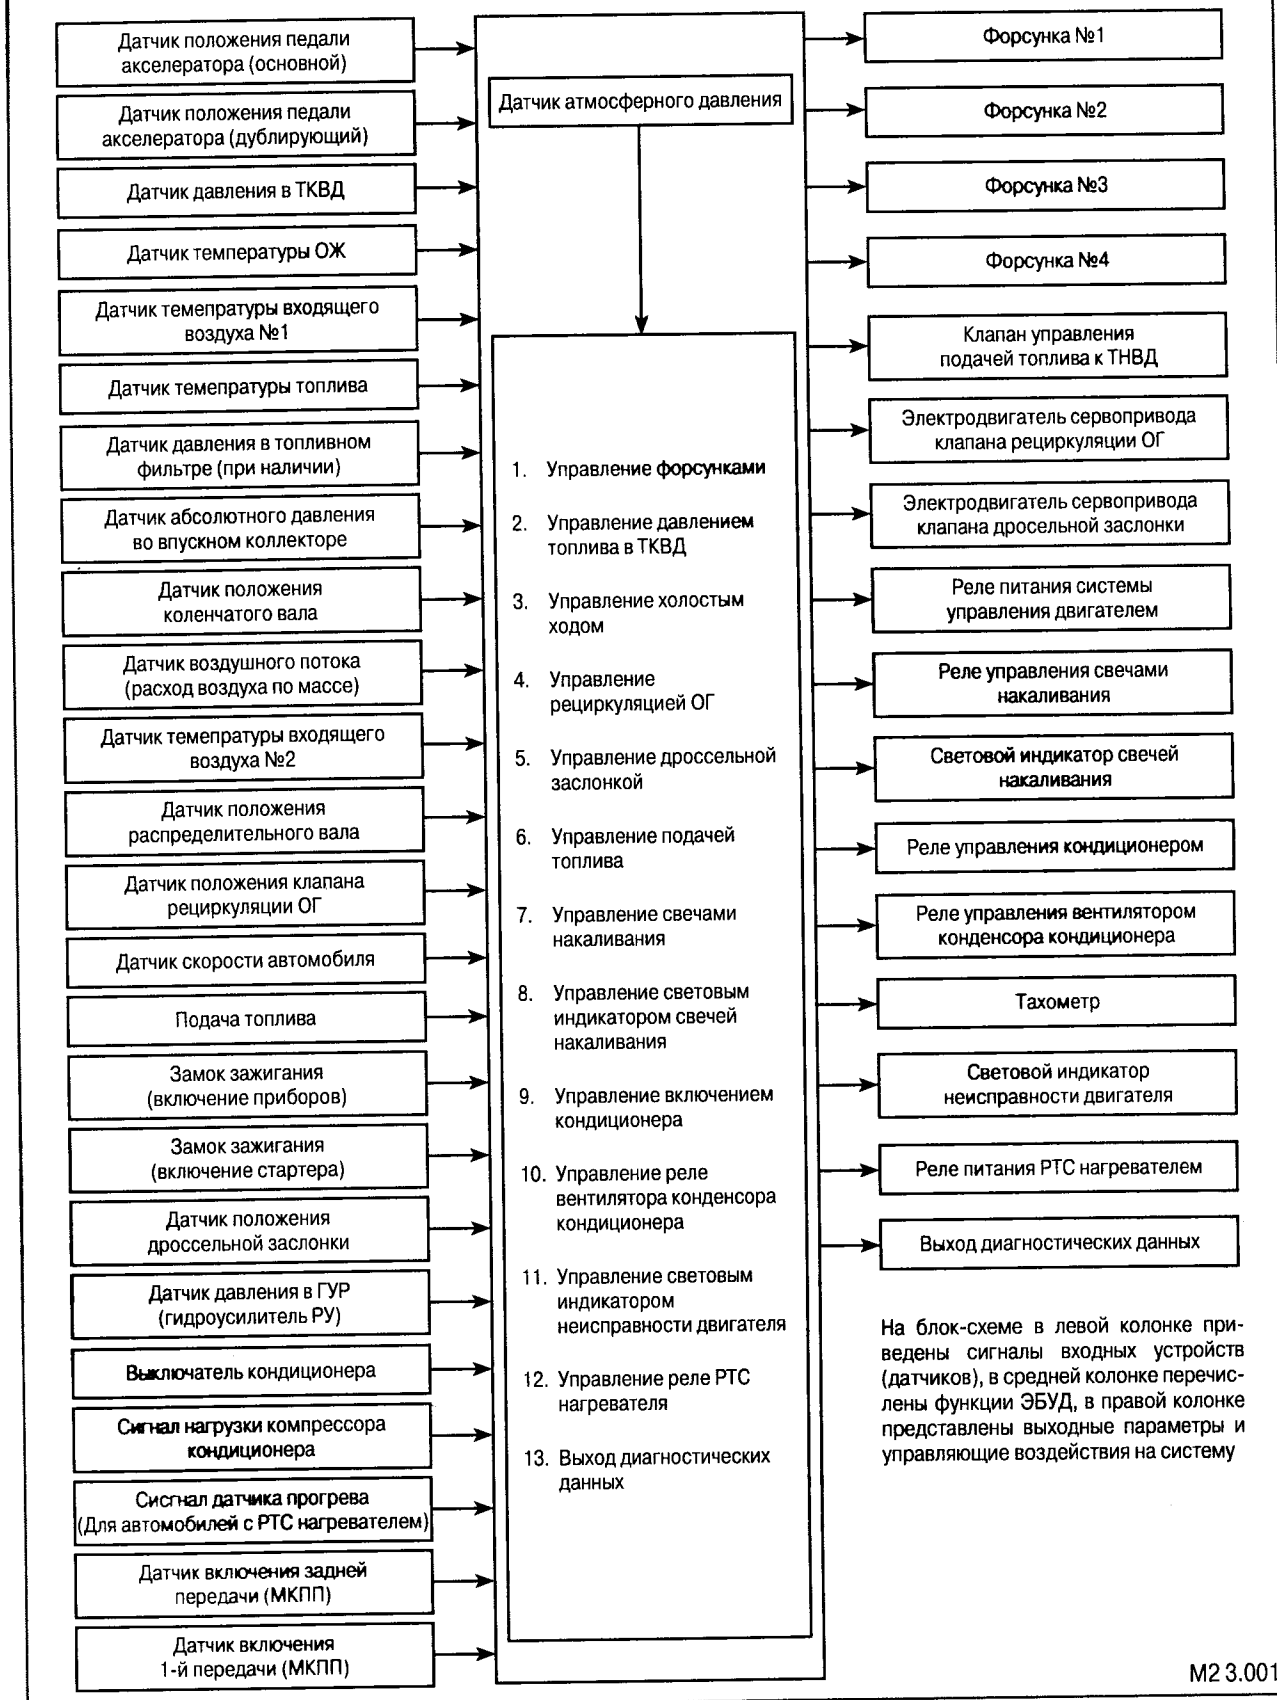 Датчик положения педали
акселератора (основной)
Датчик положения педали
акселератора (дублирующий)
Датчик давления в ТКВД
Датчик температуры ОЖ
Датчик темепратуры входящего
воздуха №1
Датчик темепратуры топлива
Датчик давления в топливном
фильтре (при наличии)
Датчик абсолютного давления
во впускном коллекторе
Датчик положения
коленчатого вала
Датчик воздушного потока
(расход воздуха по массе)
Датчик темепратуры входящего
воздуха №2
Датчик положения
распределительного вала
Датчик положения клапана
рециркуляции ОГ
Датчик скорости автомобиля
Подача топлива
Замок зажигания
(включение приборов)
Замок зажигания
(включение стартера)
Датчик положения
дроссельной заслонки
Датчик давления в ГУР
(гидроусилитель РУ)
Выключатель кондиционера
Сигнал нагрузки компрессора
кондиционера
Сисгнал датчика прогрева
(Для автомобилей с РТС нагревателем)
Датчик включения задней
передачи (МКПП)
Датчик включения
1-й передачи (МКПП)
Датчик атмосферного давления
1. Управление форсунками
2. Управление давлением
топлива в ТКВД
3. Управление холостым
ходом
4. Управление
рециркуляцией ОГ
5. Управление дроссельной
заслонкой
6. Управление подачей
топлива
7. Управление свечами
накаливания
8. Управление световым
индикатором свечей
накаливания
9. Управление включением
кондиционера
10. Управление реле
вентилятора конденсора
кондиционера
11. Управление световым
индикатором
неисправности двигателя
12. Управление реле РТС
нагревателя
13. Выход диагностических
данных
Форсунка №1
Форсунка №2
Форсунка №3
Форсунка №4
Клапан управления
подачей топлива к ТНВД
Электродвигатель сервопривода
клапана рециркуляции ОГ
Электродвигатель сервопривода
клапана дросельной заслонки
Реле питания системы
управления двигателем
Реле управления свечами
накаливания
Световой индикатор свечей
накаливания
Реле управления кондиционером
Реле управления вентилятором
конденсора кондиционера
Тахометр
Световой индикатор
неисправности двигателя
Реле питания РТС нагревателем
Выход диагностических данных
На блок-схеме в левой колонке при-
ведены сигналы входных устройств
(датчиков), в средней колонке перечис-
лены функции ЭБУД, в правой колонке
представлены выходные параметры и
управляющие воздействия на систему
М2 3.001